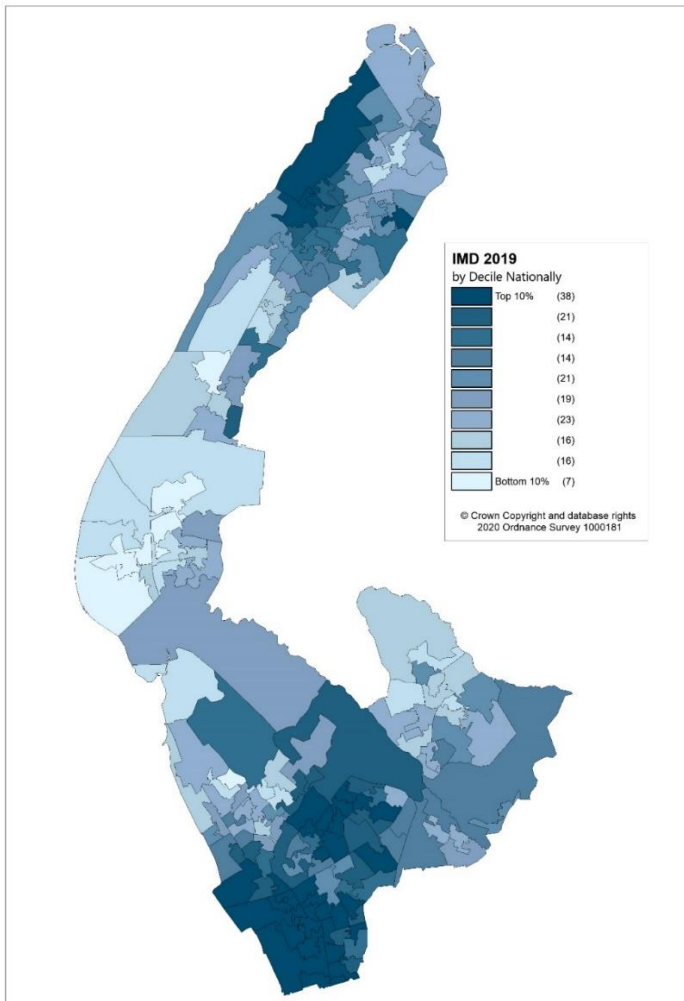 IMD 2019
by Decile Nationally
Top 10% (38)
(21)
(14)
(14)
(21)
(19)
(23)
(16)
(16)
Bottom 10% (7)
© Crown Copyright and database rights
2020 Ordnance Survey 1000181